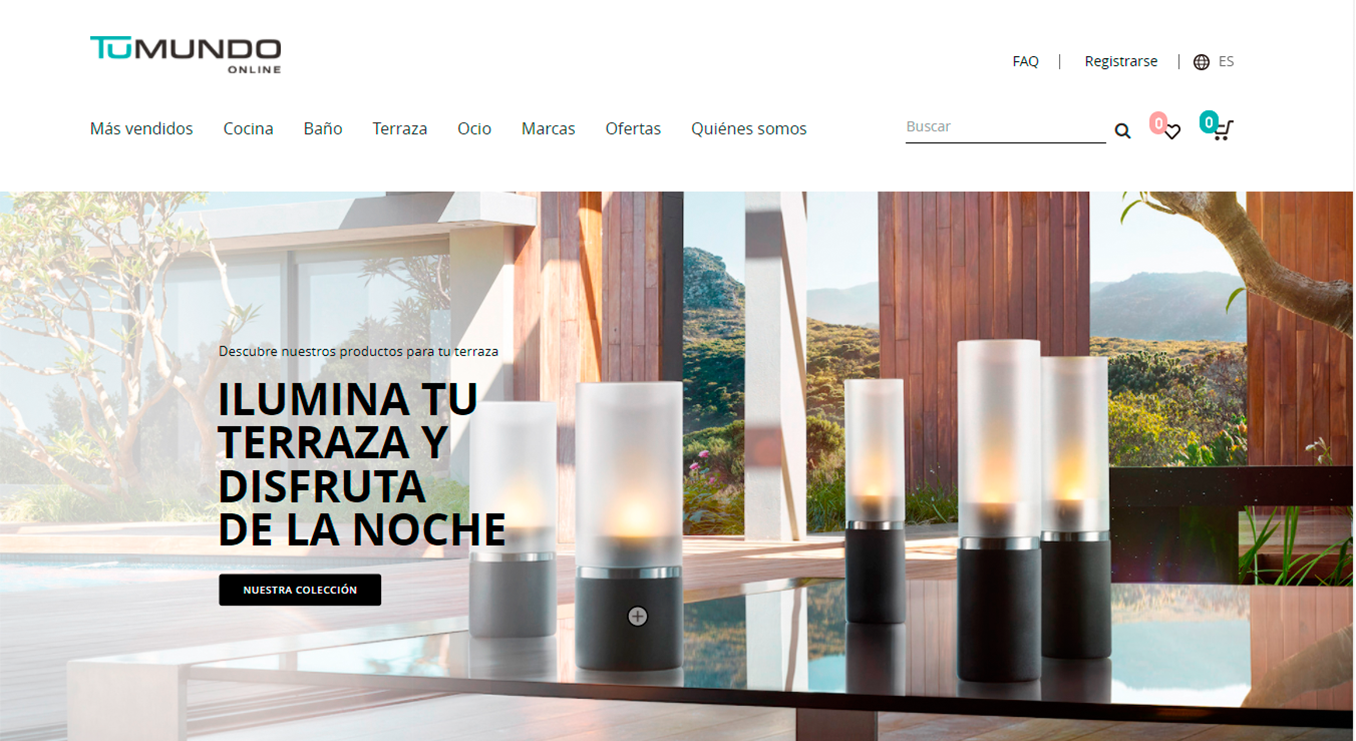 TUMUNDO
ONLINE
FAQ | Registrarse | ES
Más vendidos Cocina Baño Terraza Ocio Marcas Ofertas Quiénes somos Buscar 0 0
Descubre nuestros productos para tu terraza
ILUMINA TU
TERRAZA Y
DISFRUTA
DE LA NOCHE
NUESTRA COLECCIÓN